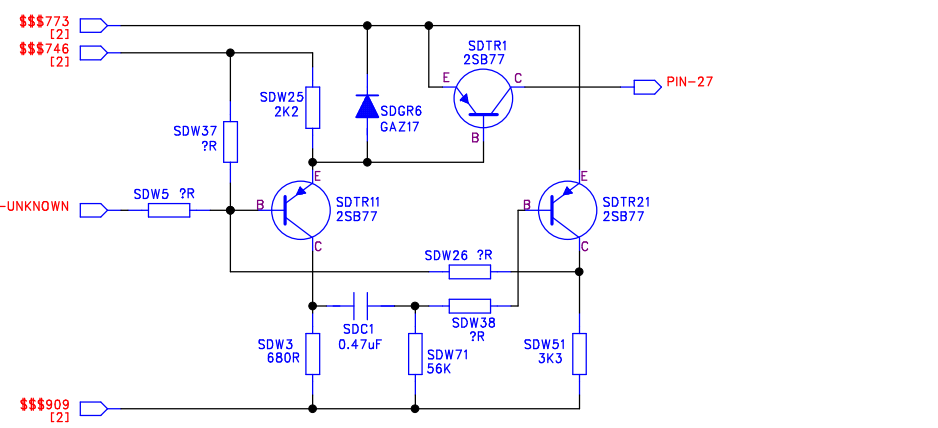 $$$773
[2]
$$$746
[2]
SDTR1
2SB77
E
C
B
PIN-27
SDW25
2K2
SDGR6
GAZ17
SDW37
?R
SDW5 ?R
-UNKNOWN
B
E
C
SDTR11
2SB77
B
E
C
SDTR21
2SB77
SDW26 ?R
SDC1
0.47uF
SDW38
?R
SDW3
680R
SDW71
56K
SDW51
3K3
$$$909
[2]